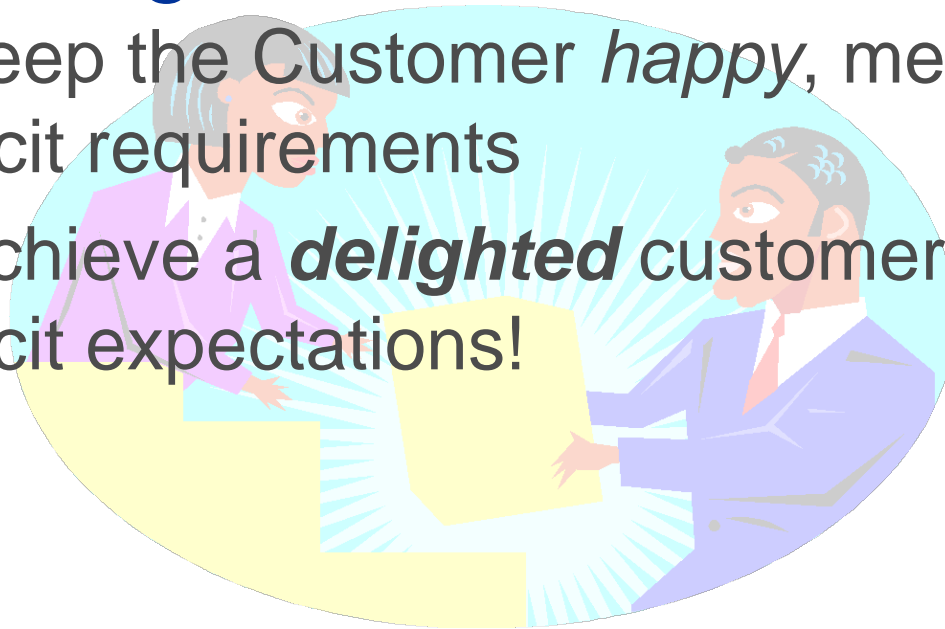 eep the Customer happy, me
cit requirements
chieve a delighted customer
cit expectations!